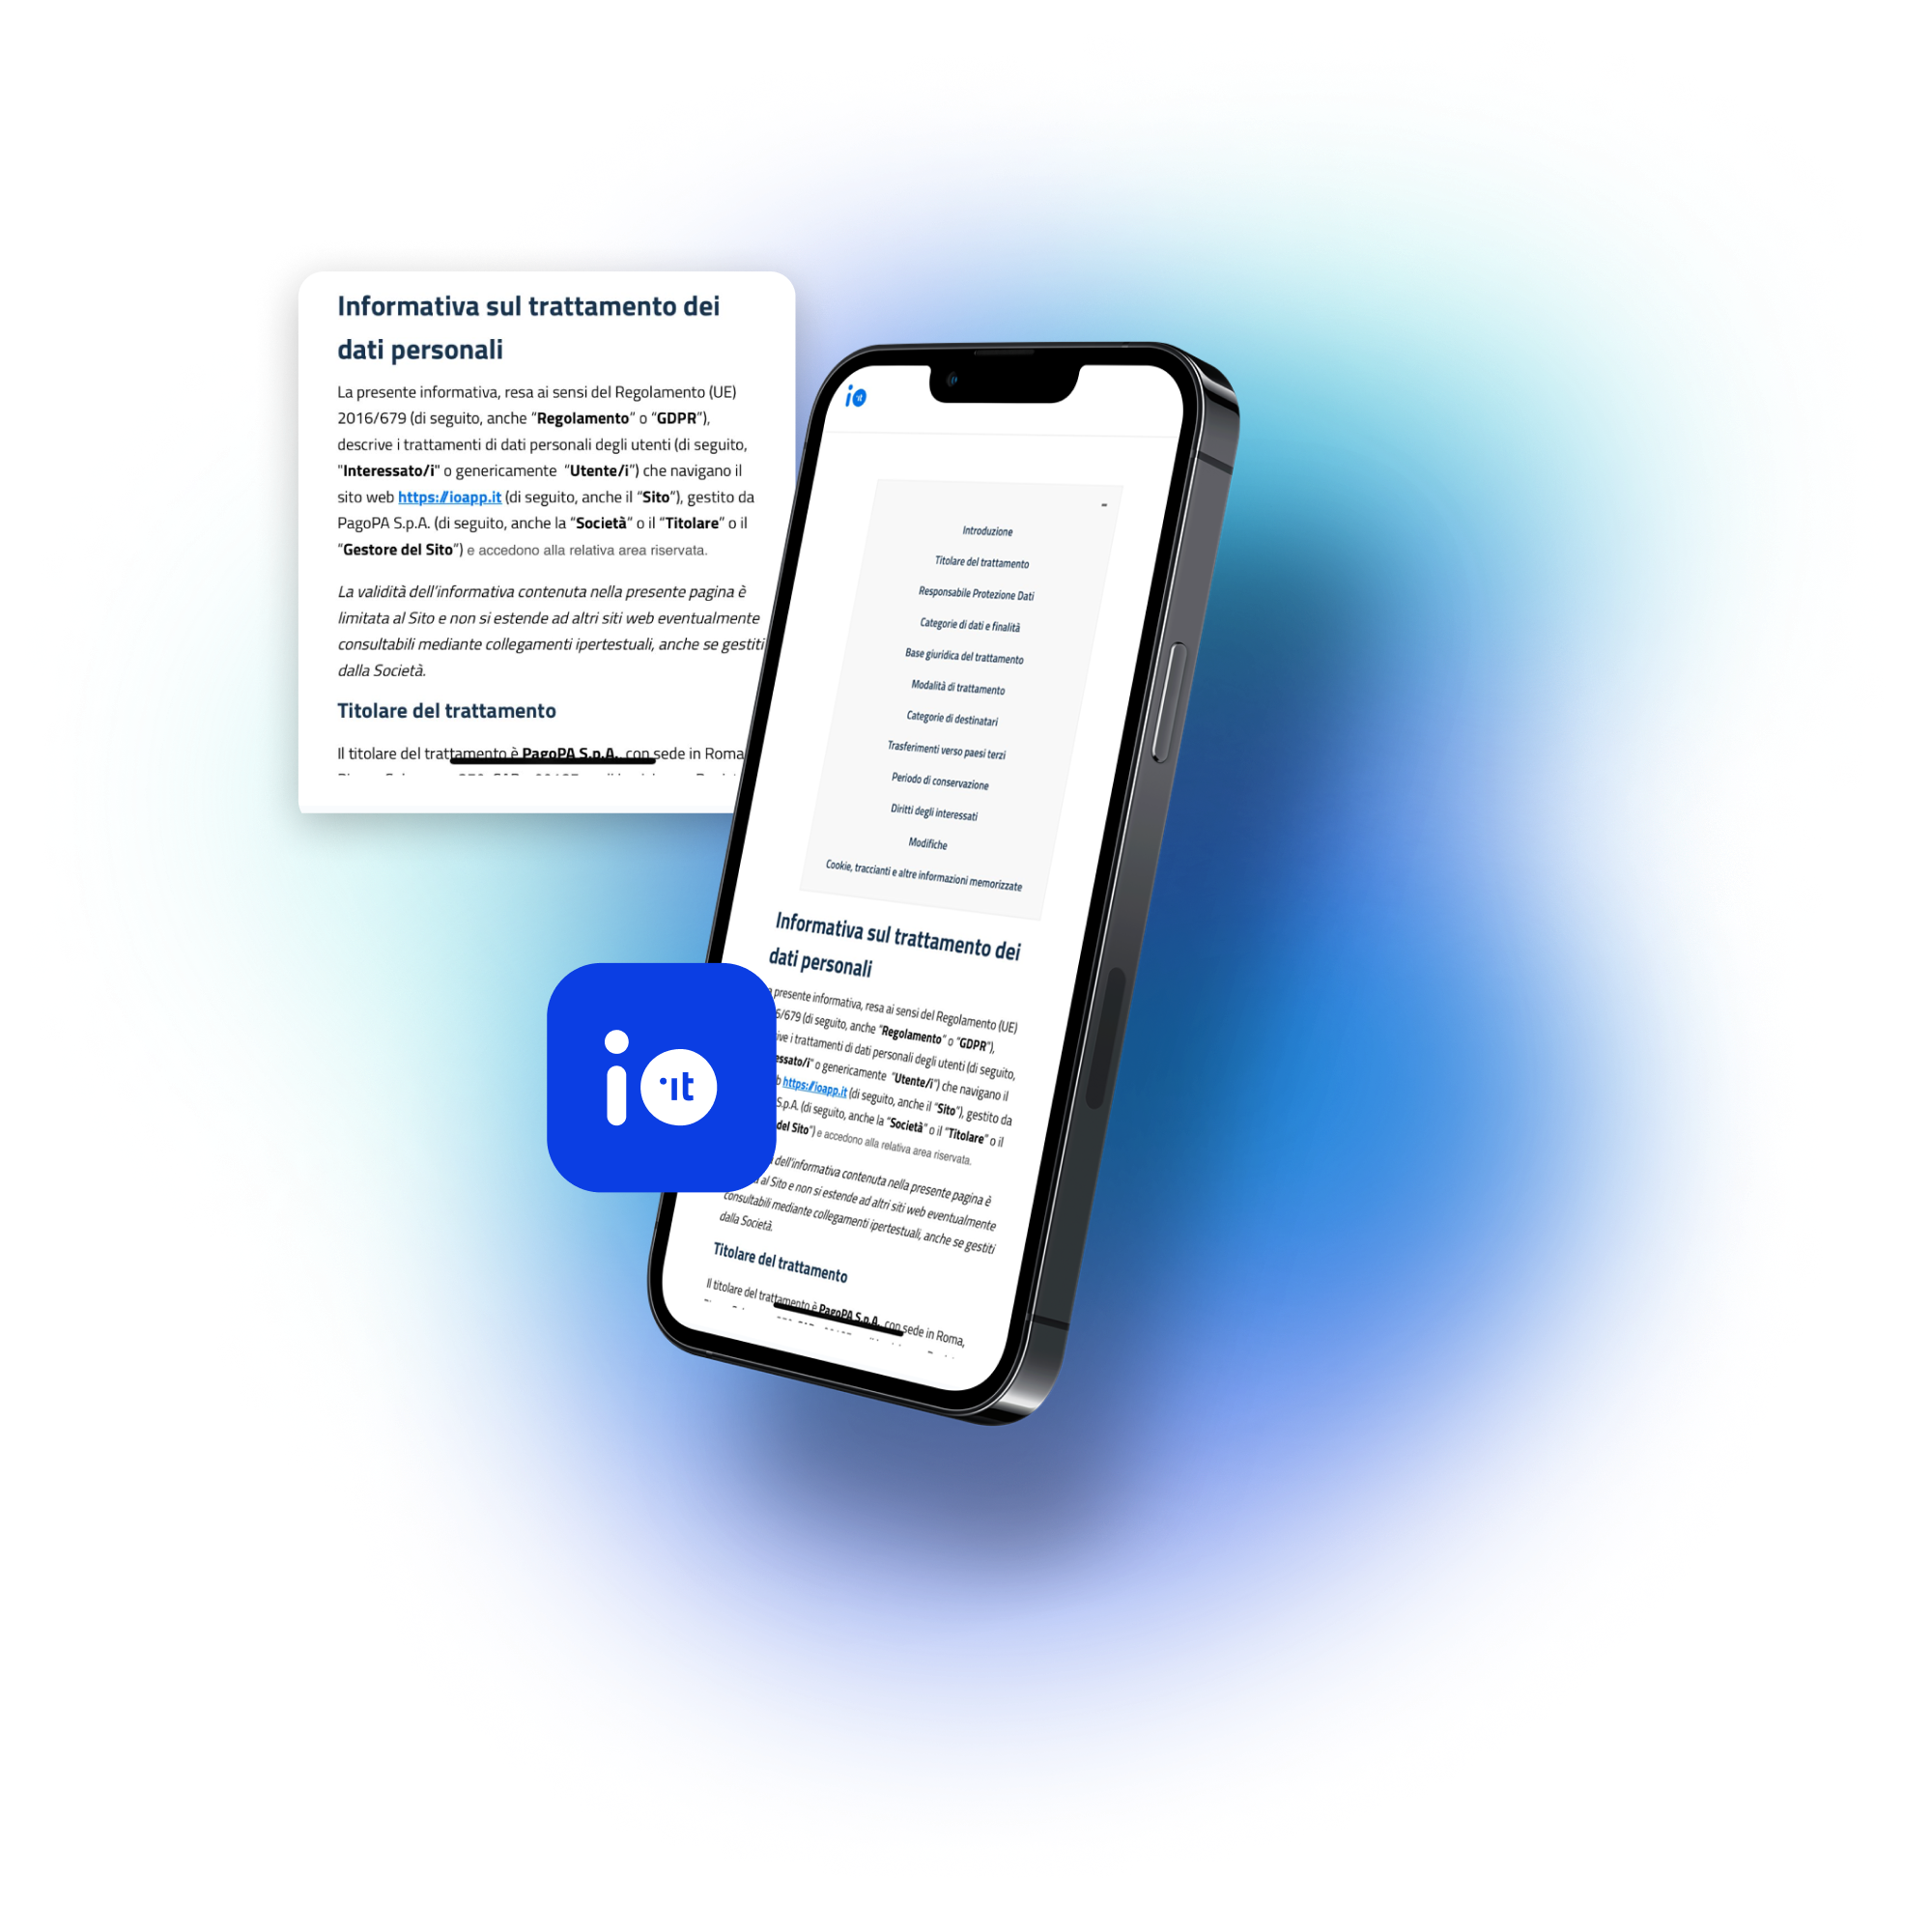 Informativa sul trattamento dei
dati personali
La presente informativa, resa ai sensi del Regolamento (UE)
2016/679 (di seguito, anche “Regolamento” o “GDPR”),
descrive i trattamenti di dati personali degli utenti (di seguito,
"Interessato/i" o genericamente “Utente/i”) che navigano il
sito web https://ioapp.it (di seguito, anche il “Sito”), gestito da
PagoPA S.p.A. (di seguito, anche la “Società” o il “Titolare” o il
“Gestore del Sito”) e accedono alla relativa area riservata.
La validità dell’informativa contenuta nella presente pagina è
limitata al Sito e non si estende ad altri siti web eventualmente
consultabili mediante collegamenti ipertestuali, anche se gestiti
dalla Società.
Titolare del trattamento
Il titolare del trattamento è PagoPA S.p.A. con sede in Roma
io it
Introduzione
Titolare del trattamento
Responsabile Protezione Dati
Categorie di dati e finalità
Base giuridica del trattamento
Modalità di trattamento
Categorie di destinatari
Trasferimenti verso paesi terzi
Periodo di conservazione
Diritti degli interessati
Modifiche
Cookie, traccianti e altre informazioni memorizzate
Informativa sul trattamento dei
dati personali
presente informativa, resa ai sensi del Regolamento (UE)
6/679 (di seguito, anche “Regolamento” o “GDPR”),
ive i trattamenti di dati personali degli utenti (di seguito,
essato/i" o genericamente “Utente/i”) che navigano il
b https://ioapp.it (di seguito, anche il “Sito”), gestito da
S.p.A. (di seguito, anche la “Società” o il “Titolare” o il
del Sito”) e accedono alla relativa area riservata.
dell’informativa contenuta nella presente pagina è
al Sito e non si estende ad altri siti web eventualmente
consultabili mediante collegamenti ipertestuali, anche se gestiti
dalla Società.
Titolare del trattamento
Il titolare del trattamento è PagoPA S.p.A. con sede in Roma,
io it